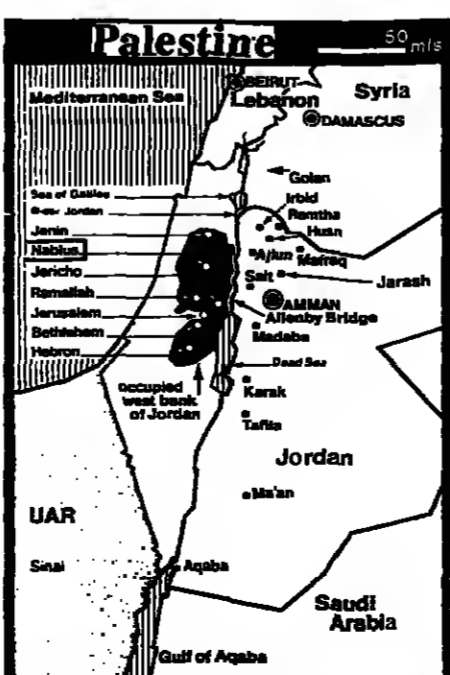 Palestine
50 m/s
Mediterranean Sea
BEIRUT
Lebanon
Syria
DAMASCUS
Golan
Sea of Galilee
River Jordan
Irbid
Ramtha
Husn
Jenin
Nablus
Ajlun
Mafraq
Jericho
Salt
Jarash
Ramallah
AMMAN
Jerusalem
Allenby Bridge
Madaba
Bethlehem
Hebron
Dead Sea
occupied
west bank
of Jordan
Karak
Tafila
Jordan
Ma'an
UAR
Sinai
Aqaba
Saudi
Arabia
Gulf of Aqaba